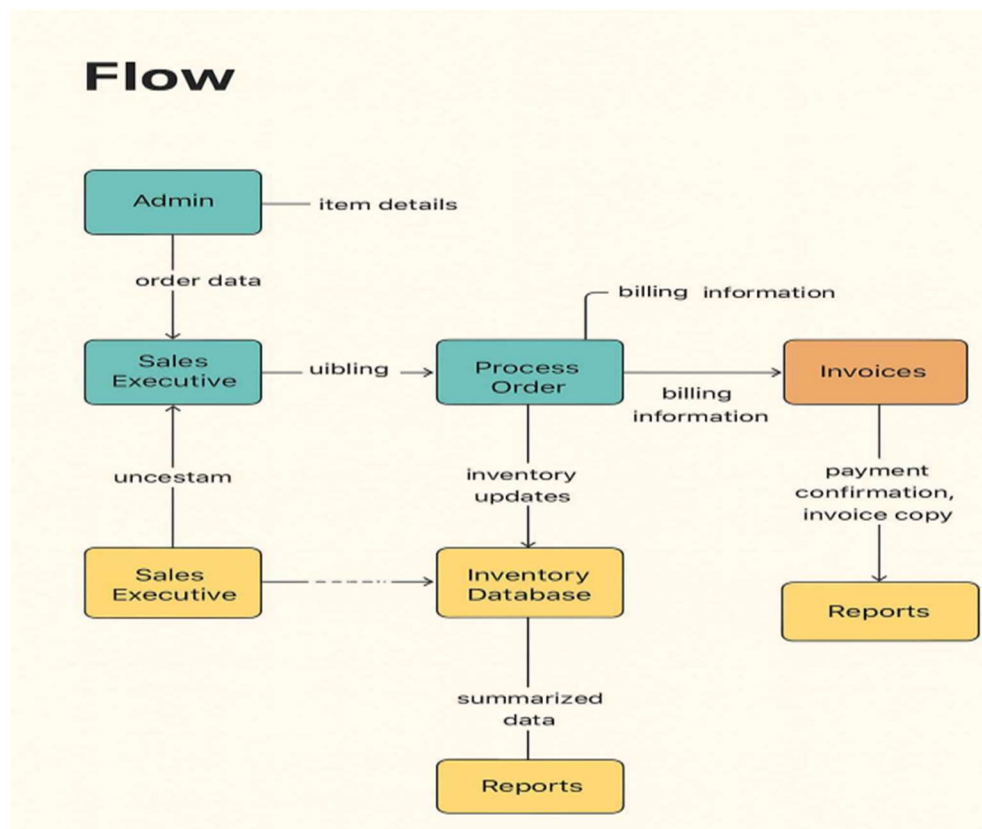 Flow
Admin
item details
order data
billing information
Sales
Executive
uibling
Process
Order
billing
information
Invoices
uncestam
inventory
updates
payment
confirmation,
invoice copy
Sales
Executive
Inventory
Database
Reports
summarized
data
Reports